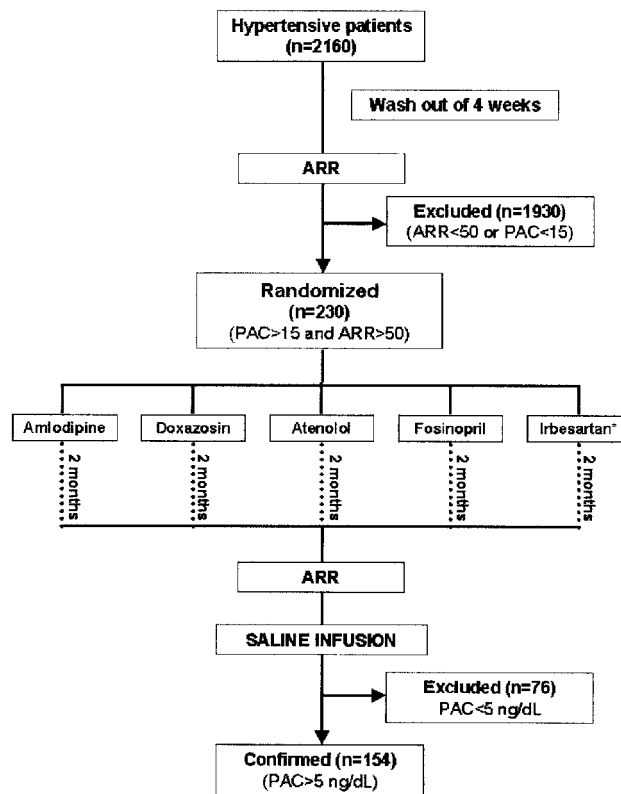 Hypertensive patients
(n=2160)
Wash out of 4 weeks
ARR
Excluded (n=1930)
(ARR<50 or PAC<15)
Randomized
(n=230)
(PAC>15 and ARR>50)
Amlodipine
Doxazosin
Atenolol
Fosinopril
Irbesartan*
2 months
2 months
2 months
2 months
2 months
ARR
SALINE INFUSION
Excluded (n=76)
PAC<5 ng/dL
Confirmed (n=154)
(PAC>5 ng/dL)